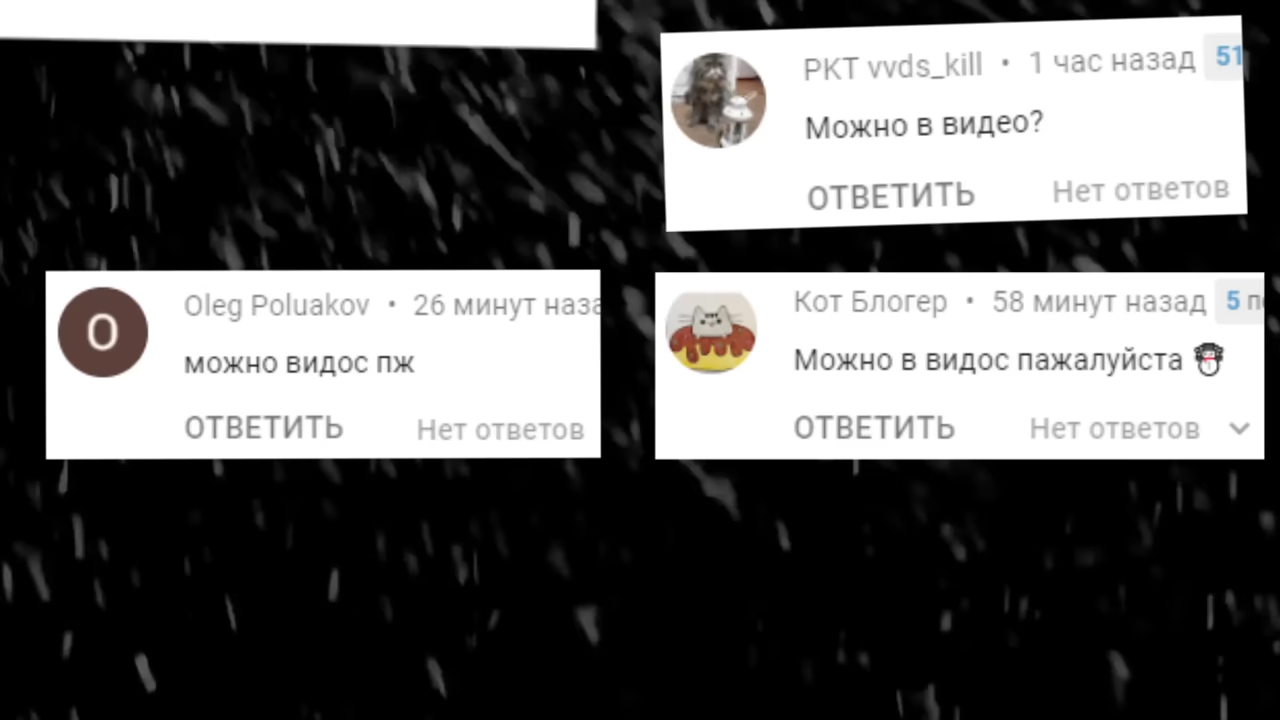 РКТ vvds_kill • 1 час назад 51
Можно в видео?
ОТВЕТИТЬ Нет ответов
O
Oleg Poluakov • 26 минут наза
можно видос пж
ОТВЕТИТЬ Нет ответов
Кот Блогер • 58 минут назад 5 п
Можно в видос пажалуйста ☃
ОТВЕТИТЬ Нет ответов